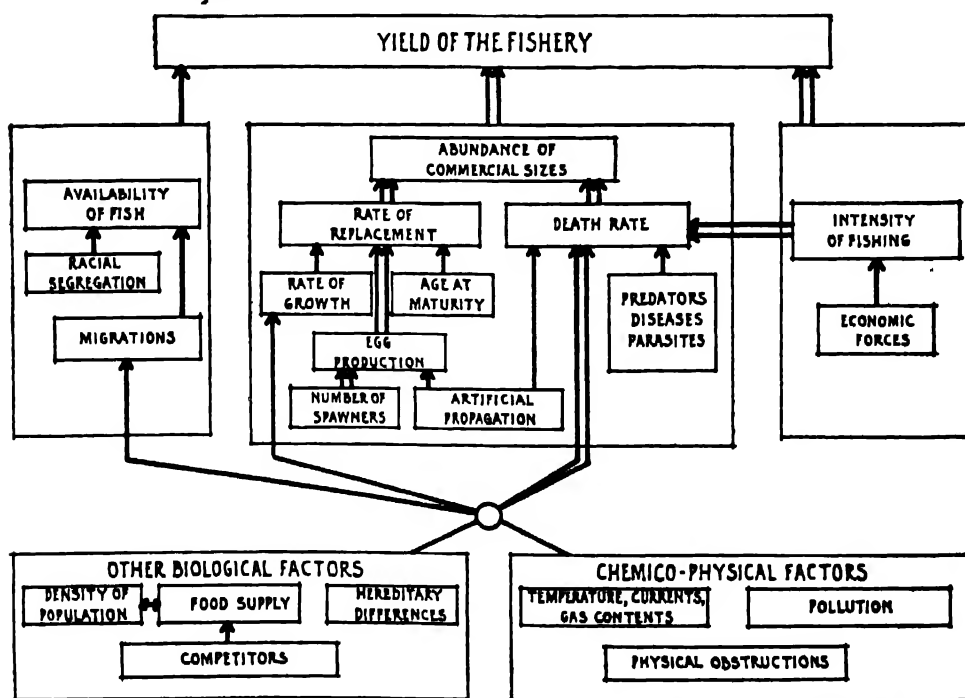 YIELD OF THE FISHERY
AVAILABILITY
OF FISH
RACIAL
SEGREGATION
MIGRATIONS
ABUNDANCE OF
COMMERCIAL SIZES
RATE OF
REPLACEMENT
DEATH RATE
RATE OF
GROWTH
AGE AT
MATURITY
EGG
PRODUCTION
NUMBER OF
SPAWNERS
ARTIFICIAL
PROPAGATION
PREDATORS
DISEASES
PARASITES
INTENSITY
OF FISHING
ECONOMIC
FORCES
OTHER BIOLOGICAL FACTORS
DENSITY OF
POPULATION
FOOD SUPPLY
HEREDITARY
DIFFERENCES
COMPETITORS
CHEMICO-PHYSICAL FACTORS
TEMPERATURE, CURRENTS,
GAS CONTENTS
POLLUTION
PHYSICAL OBSTRUCTIONS